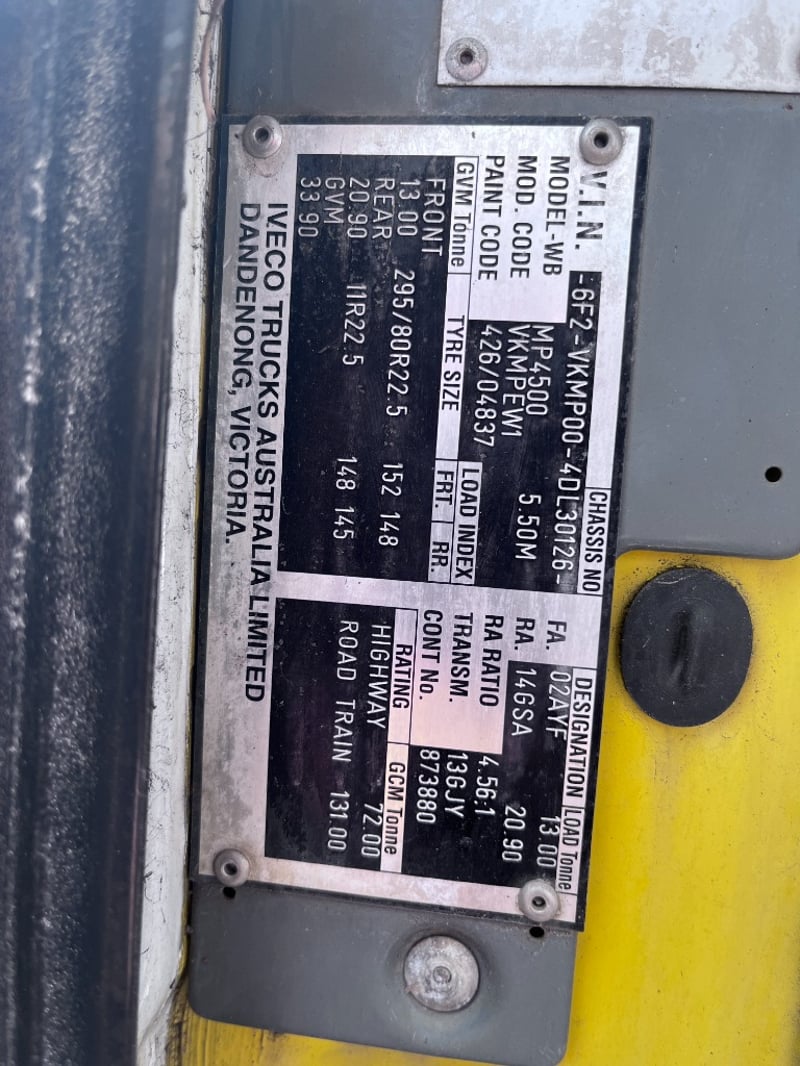 CHASSIS NO
V.I.N. -6F2-VKMP00-4DL30126-
MODEL-WB MP4500 5.50M
MOD. CODE VKMPEW1
PAINT CODE 426/04837
GVM Tonne TYRE SIZE LOAD INDEX
FRT. RR.
FRONT
13.00 295/80R22.5 152 148
REAR
20.90 11R22.5 148 145
GVM
33.90
DESIGNATION LOAD Tonne
FA. 02AYF 13.00
RA. 14GSA 20.90
RA RATIO 4.56:1
TRANSM. 13GJY
CONT No. 873880
RATING GCM Tonne
HIGHWAY 72.00
ROAD TRAIN 131.00
IVECO TRUCKS AUSTRALIA LIMITED
DANDENONG, VICTORIA.